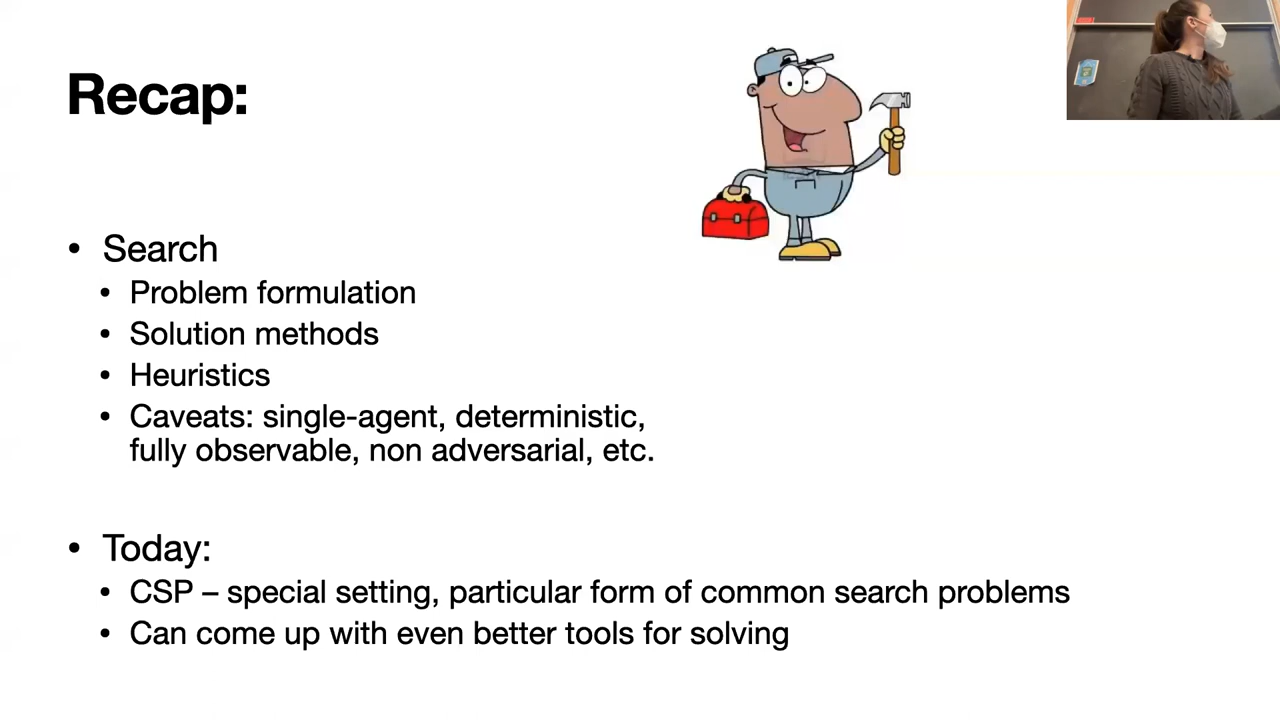 Recap:
• Search
• Problem formulation
• Solution methods
• Heuristics
• Caveats: single-agent, deterministic,
fully observable, non adversarial, etc.
• Today:
• CSP – special setting, particular form of common search problems
• Can come up with even better tools for solving